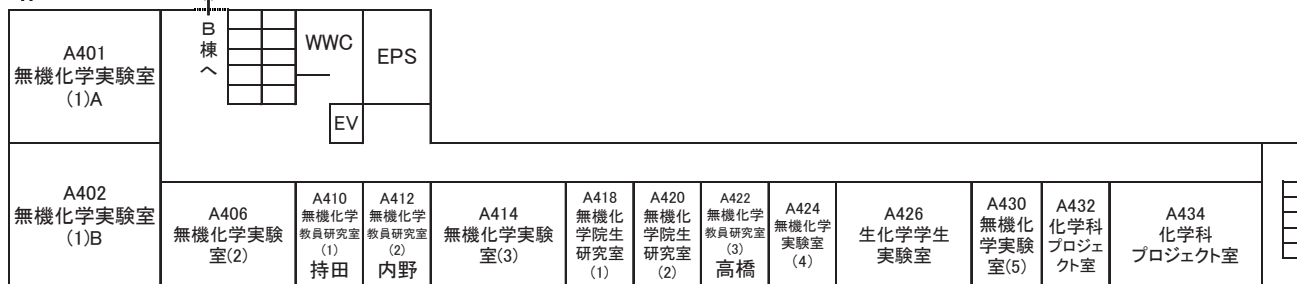 A401
無機化学実験室
(1)A
B
棟
へ
WWC
EPS
EV
A402
無機化学実験室
(1)B
A406
無機化学実験
室(2)
A410
無機化学
教員研究室
(1)
持田
A412
無機化学
教員研究室
(2)
内野
A414
無機化学実験
室(3)
A418
無機化
学院生
研究室
(1)
A420
無機化
学院生
研究室
(2)
A422
無機化学
教員研究室
(3)
高橋
A424
無機化学
実験室
(4)
A426
生化学学生
実験室
A430
無機化
学実験
室(5)
A432
化学科
プロジェ
クト室
A434
化学科
プロジェクト室